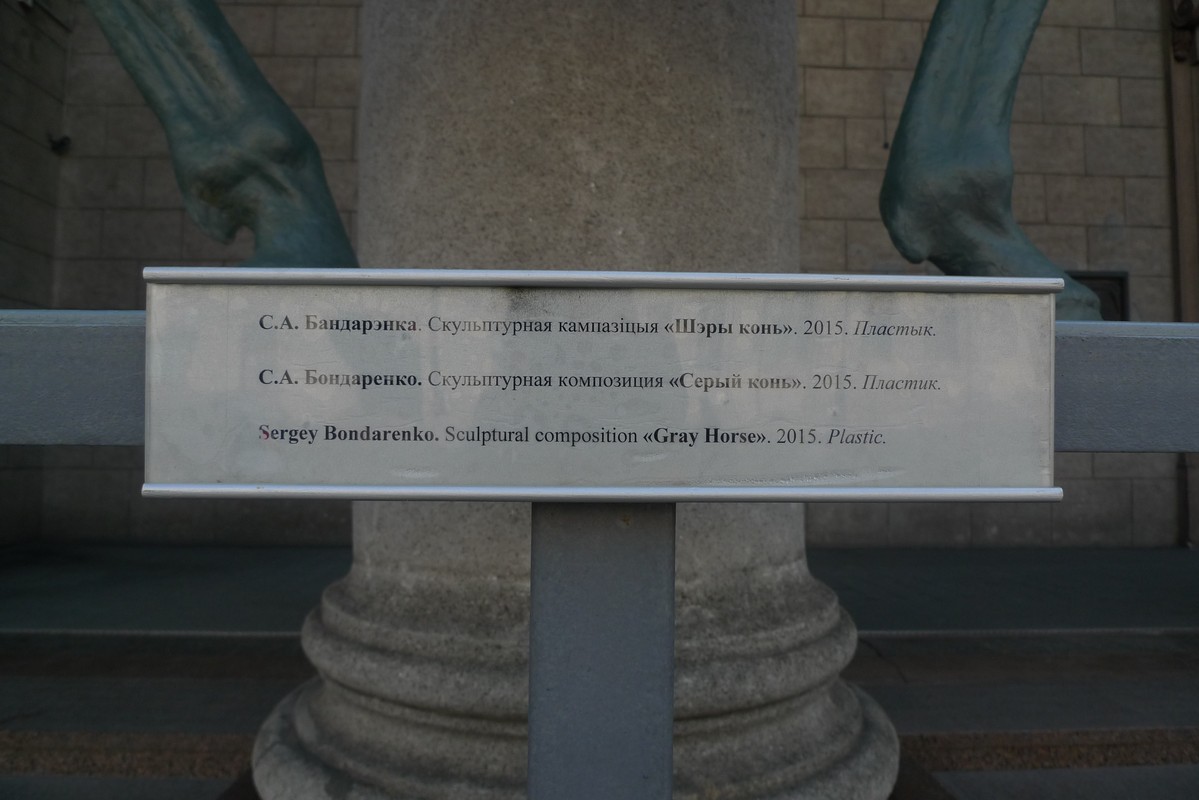 С.А. Бандарэнка. Скульптурная кампазіцыя «Шэры конь». 2015. Пластык.
С.А. Бондаренко. Скульптурная композиция «Серый конь». 2015. Пластик.
Sergey Bondarenko. Sculptural composition «Gray Horse». 2015. Plastic.